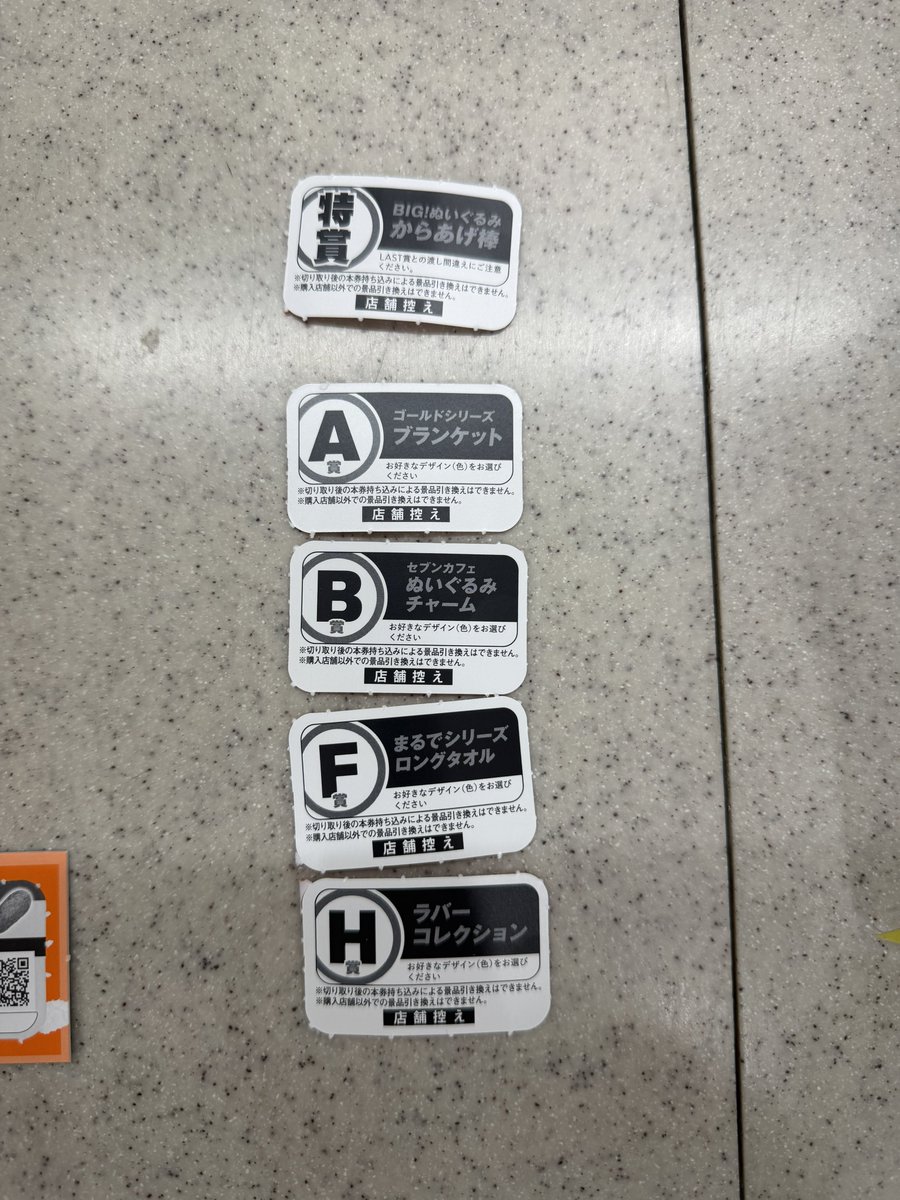 特賞
BIG!ぬいぐるみ
からあげ棒
LAST賞との渡し間違えにご注意
ください。
※切り取り後の本券持ち込みによる景品引き換えはできません。
※購入店舗以外での景品引き換えはできません。
店舗控え
A賞
ゴールドシリーズ
ブランケット
お好きなデザイン(色)をお選び
ください
※切り取り後の本券持ち込みによる景品引き換えはできません。
※購入店舗以外での景品引き換えはできません。
店舗控え
B賞
セブンカフェ
ぬいぐるみ
チャーム
お好きなデザイン(色)をお選び
ください
※切り取り後の本券持ち込みによる景品引き換えはできません。
※購入店舗以外での景品引き換えはできません。
店舗控え
F賞
まるでシリーズ
ロングタオル
お好きなデザイン(色)をお選び
ください
※切り取り後の本券持ち込みによる景品引き換えはできません。
※購入店舗以外での景品引き換えはできません。
店舗控え
H賞
ラバー
コレクション
お好きなデザイン(色)をお選び
ください
※切り取り後の本券持ち込みによる景品引き換えはできません。
※購入店舗以外での景品引き換えはできません。
店舗控え